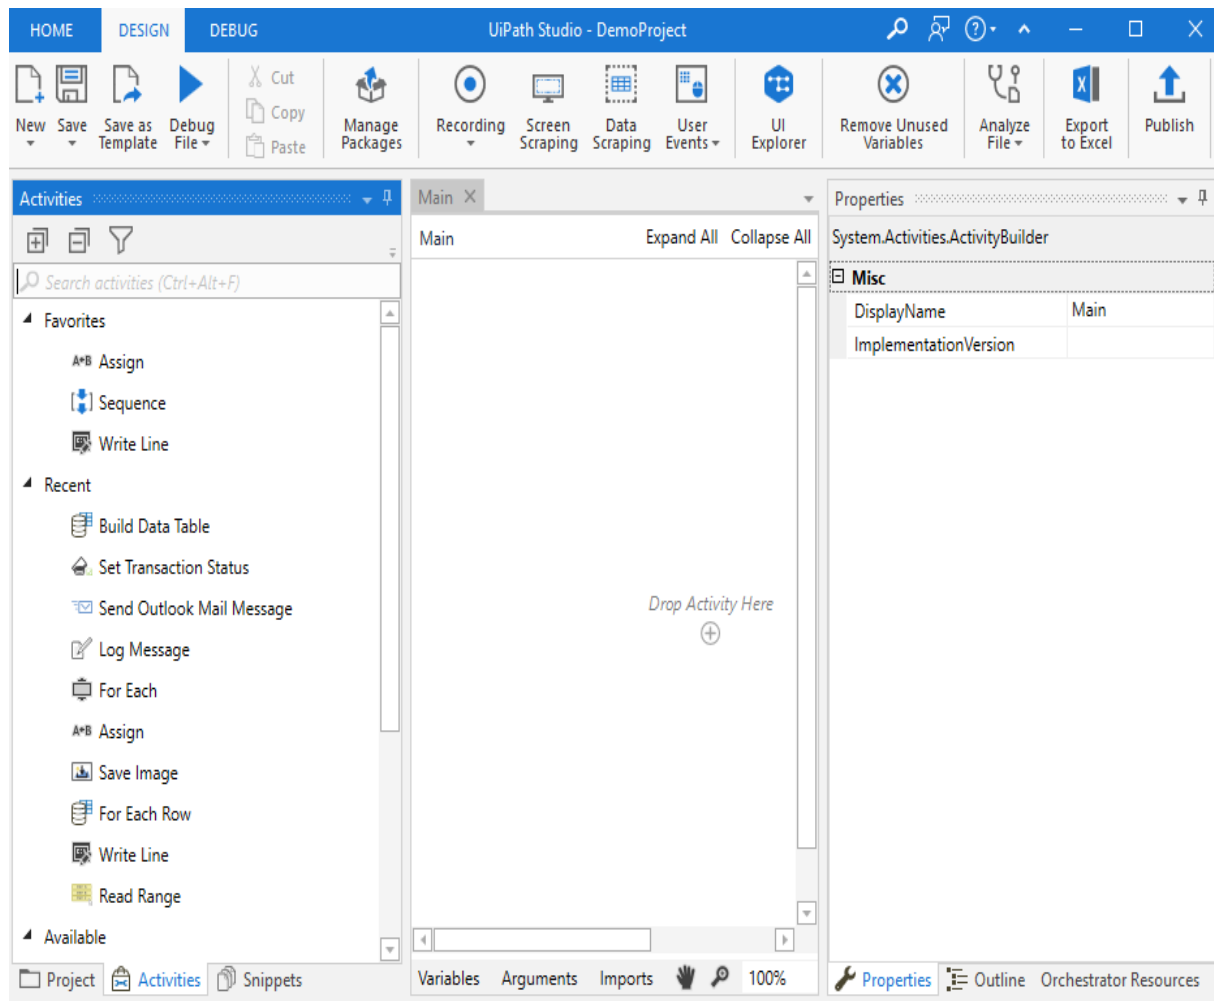 HOME DESIGN DEBUG UiPath Studio - DemoProject
New Save Save as Template Debug File Cut Copy Paste Manage Packages Recording Screen Scraping Data Scraping User Events UI Explorer Remove Unused Variables Analyze File Export to Excel Publish
Activities
Search activities (Ctrl+Alt+F)
Favorites
A+B Assign
Sequence
Write Line
Recent
Build Data Table
Set Transaction Status
Send Outlook Mail Message
Log Message
For Each
A+B Assign
Save Image
For Each Row
Write Line
Read Range
Available
Project Activities Snippets
Main
Main Expand All Collapse All
Drop Activity Here
Variables Arguments Imports 100%
Properties
System.Activities.ActivityBuilder
Misc
DisplayName Main
ImplementationVersion
Properties Outline Orchestrator Resources